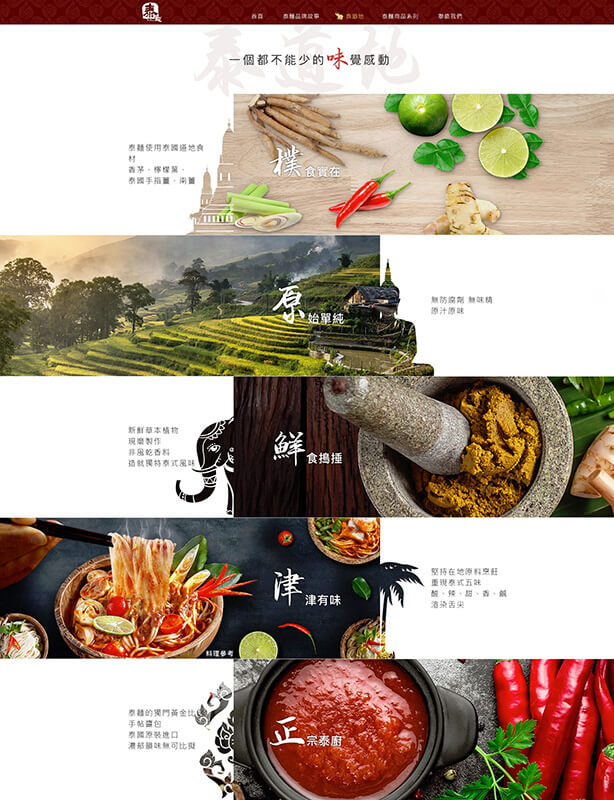 泰
首頁
泰麵品牌故事
泰道地
泰麵商品系列
聯絡我們
泰道地
一個都不能少的味覺感動
泰麵使用泰國道地食
材
香茅、檸檬葉、
泰國手指薑、南薑
樸食實在
原始單純
無防腐劑 無味精
原汁原味
新鮮草本植物
現磨製作
非風乾香料
造就獨特泰式風味
鮮食搗捶
津津有味
料理參考
堅持在地原料烹飪
重現泰式五味
酸、辣、甜、香、鹹
渲染舌尖
泰麵的獨門黃金比
手帖醬包
泰國原裝進口
濃郁韻味無可比擬
正宗泰廚